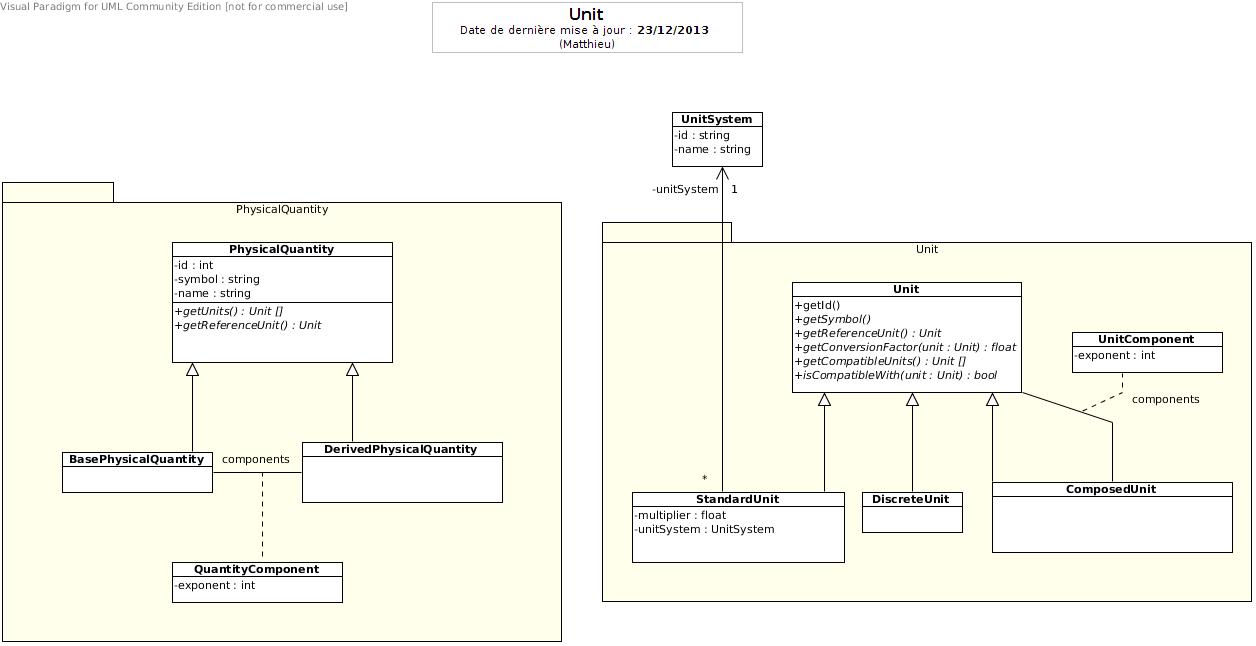 Visual Paradigm for UML Community Edition [not for commercial use]
Unit
Date de dernière mise à jour : 23/12/2013
(Matthieu)
UnitSystem
-id : string
-name : string
-unitSystem 1
PhysicalQuantity
PhysicalQuantity
-id : int
-symbol : string
-name : string
+getUnits() : Unit []
+getReferenceUnit() : Unit
BasePhysicalQuantity
components
DerivedPhysicalQuantity
QuantityComponent
-exponent : int
Unit
Unit
+getId()
+getSymbol()
+getReferenceUnit() : Unit
+getConversionFactor(unit : Unit) : float
+getCompatibleUnits() : Unit []
+isCompatibleWith(unit : Unit) : bool
UnitComponent
-exponent : int
components
*
StandardUnit
-multiplier : float
-unitSystem : UnitSystem
DiscreteUnit
ComposedUnit